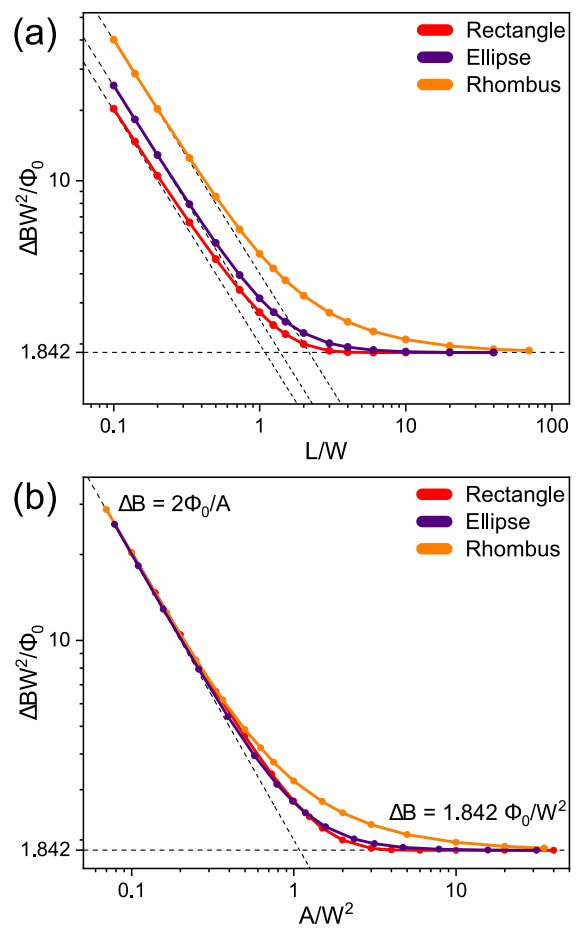 (a)
Rectangle
Ellipse
Rhombus
ΔBW²/Φ₀
10
1.842
0.1
1
10
100
L/W
(b)
ΔB = 2Φ₀/A
Rectangle
Ellipse
Rhombus
ΔBW²/Φ₀
10
ΔB = 1.842 Φ₀/W²
1.842
0.1
1
10
A/W²